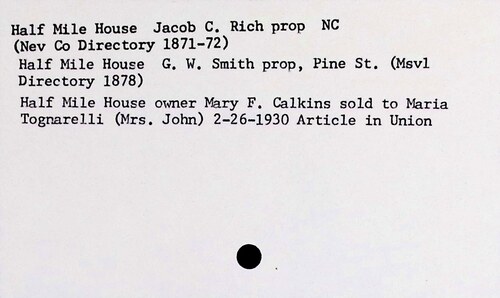 Half Mile House Jacob C. Rich prop NC
(Nev Co Directory 1871-72)
Half Mile House G. W. Smith prop, Pine St. (Msvl
Directory 1878)
Half Mile House owner Mary F. Calkins sold to Maria
Tognarelli (Mrs. John) 2-26-1930 Article in Union